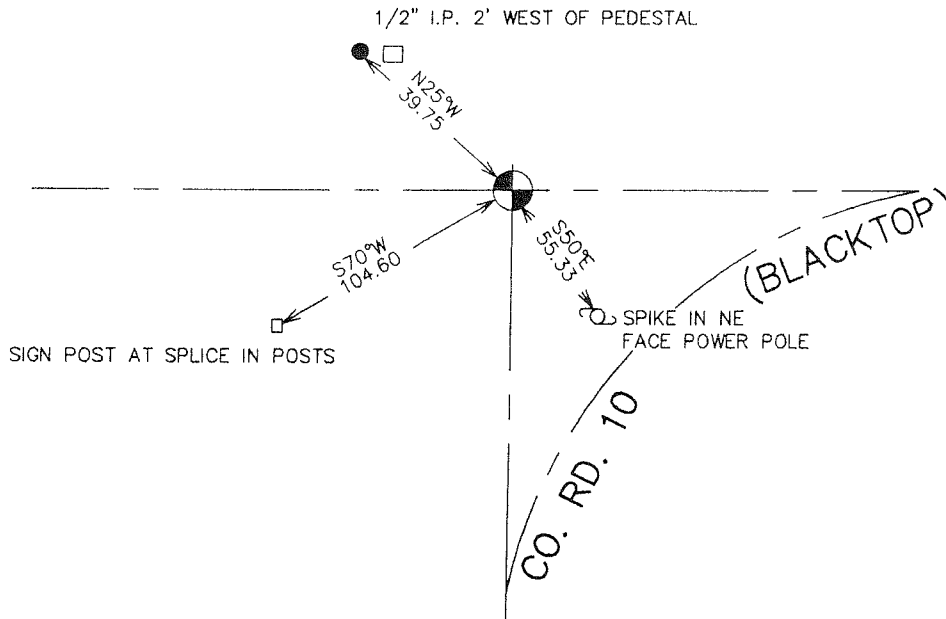 1/2" I.P. 2' WEST OF PEDESTAL
N25°W
39.75
S70°W
104.60
S50°E
55.33
(BLACKTOP)
SPIKE IN NE
FACE POWER POLE
SIGN POST AT SPLICE IN POSTS
CO. RD. 10